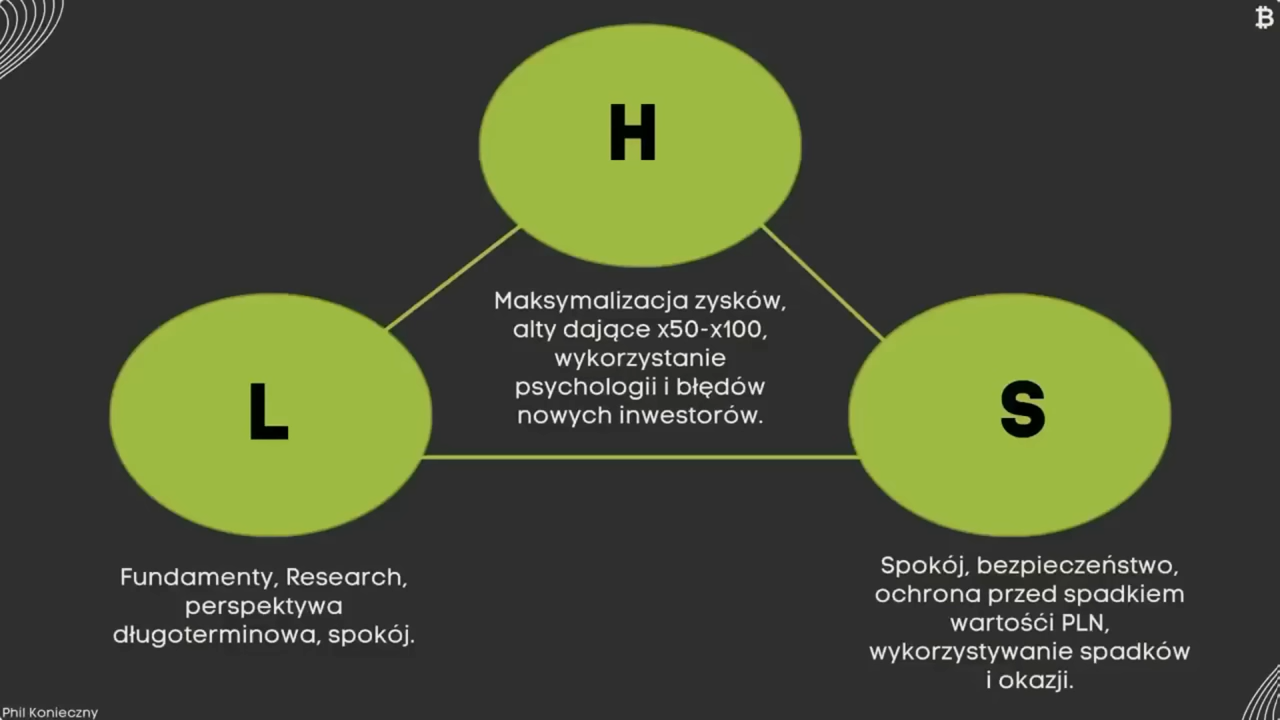 H
Maksymalizacja zysków,
alty dające x50-x100,
wykorzystanie
psychologii i błędów
nowych inwestorów.
L
S
Fundamenty, Research,
perspektywa
długoterminowa, spokój.
Spokój, bezpieczeństwo,
ochrona przed spadkiem
wartośći PLN,
wykorzystywanie spadków
i okazji.
Phil Konieczny